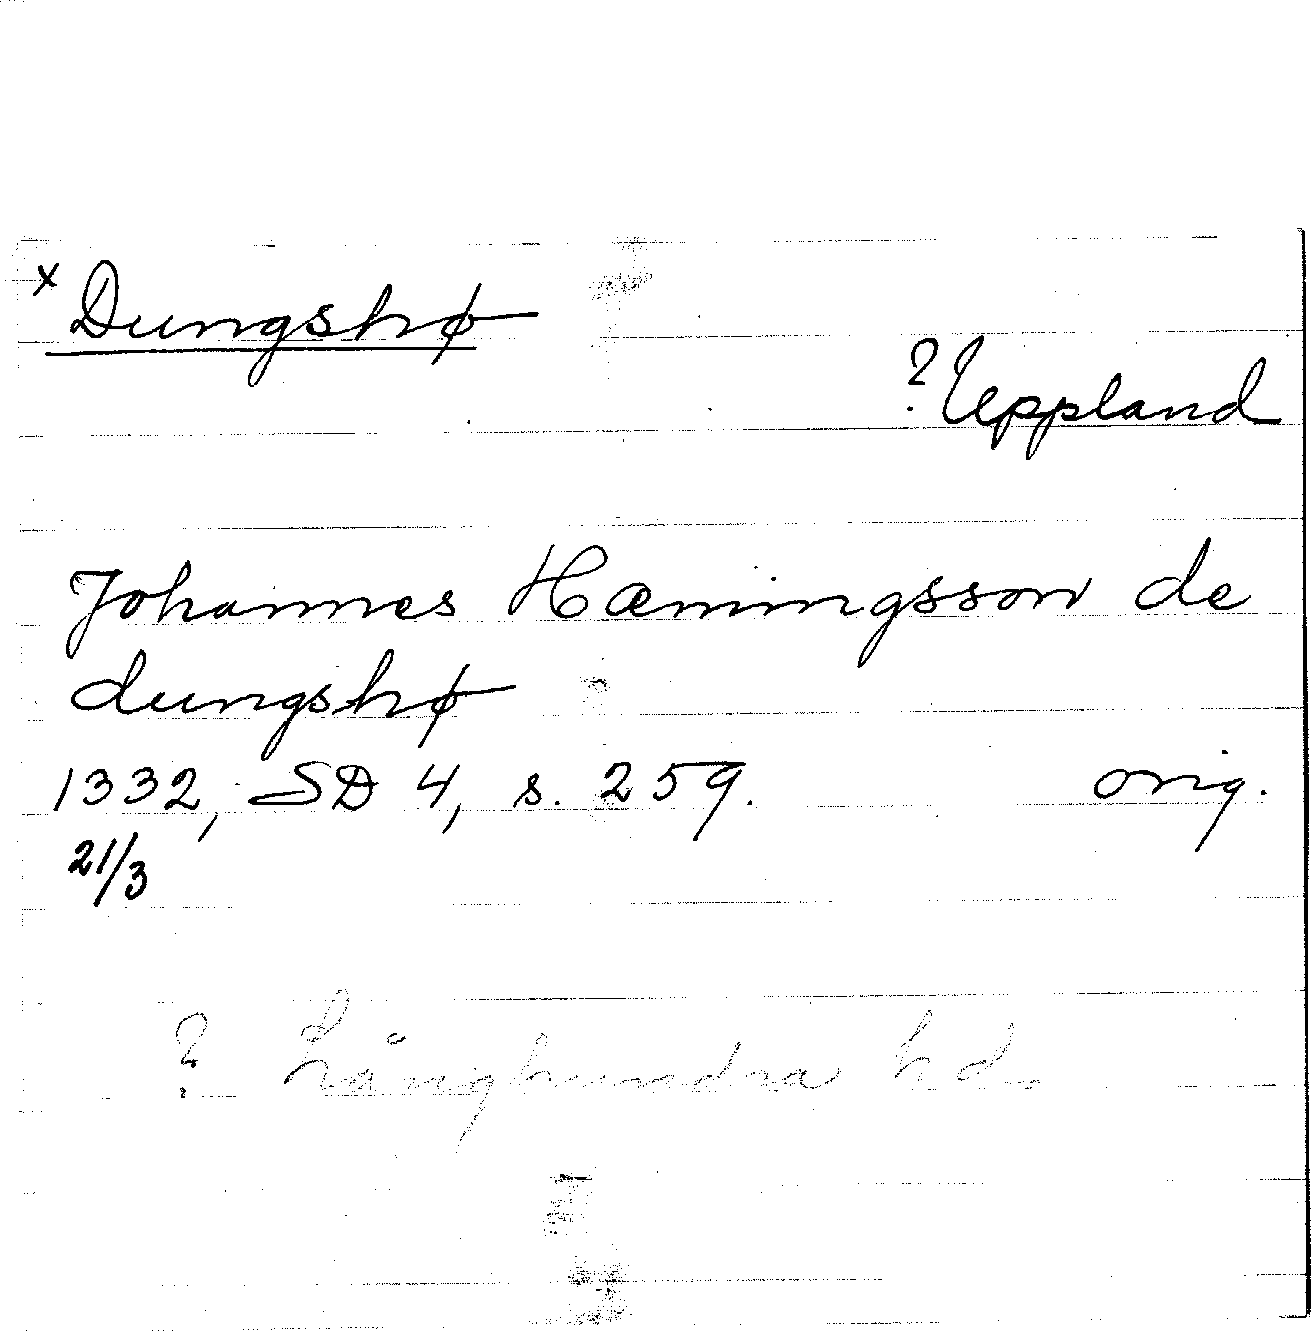 x Dungshø
? Uppland
Johannes Hæmingsson de
dungshø
1332, SD 4, s. 259. orig.
21/3
? Långhundra hd.